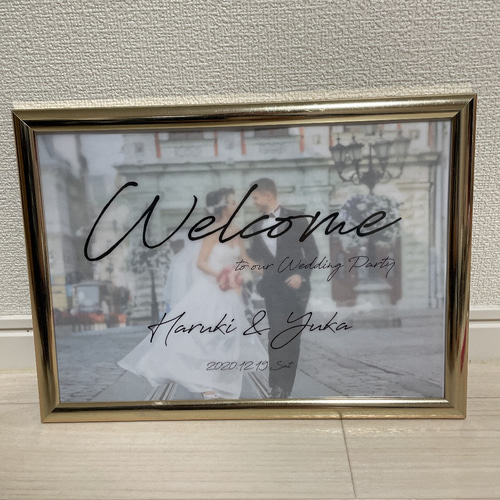 Welcome
to our Wedding Party
Haruki & Yuka
2020.12.19. Sat